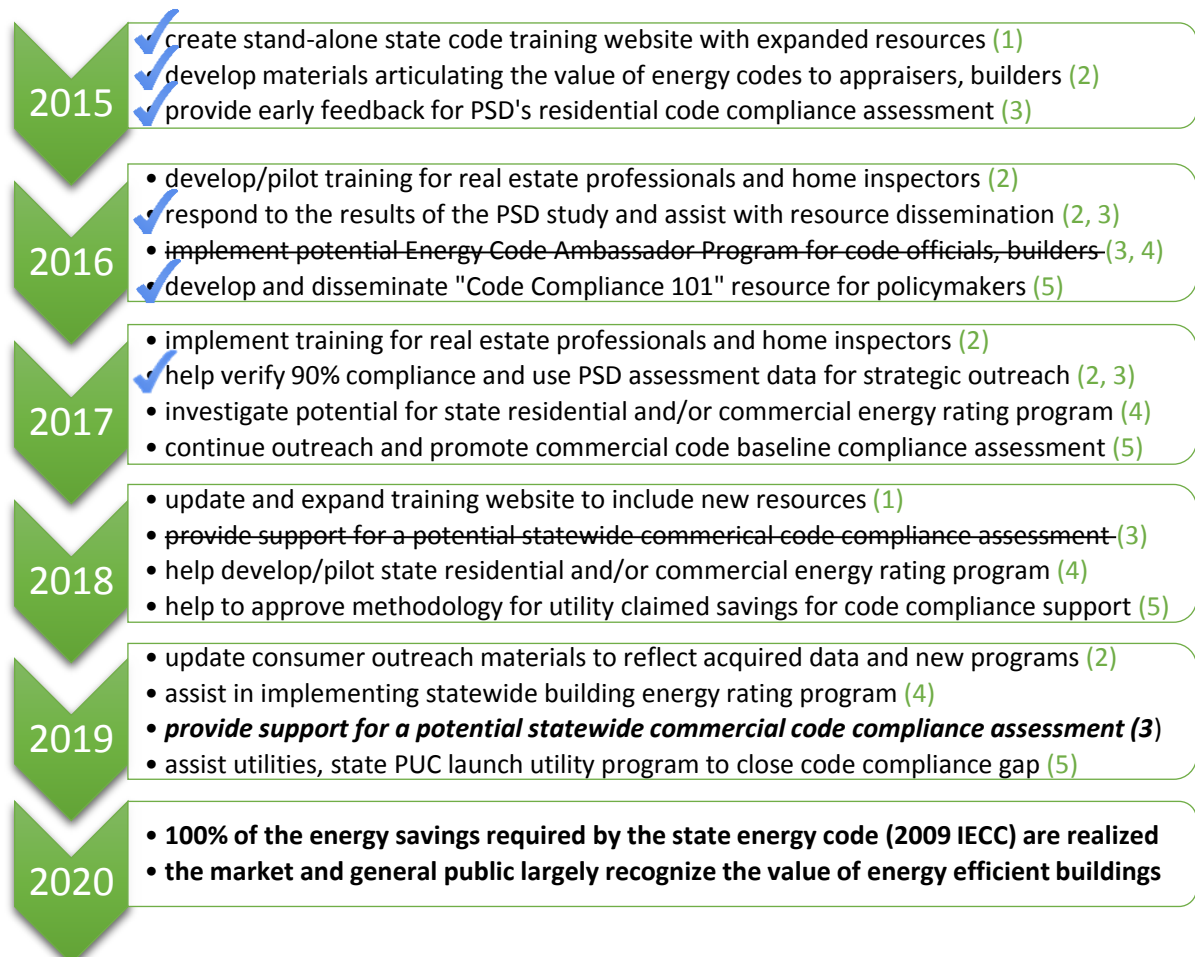 2015
• create stand-alone state code training website with expanded resources (1)
• develop materials articulating the value of energy codes to appraisers, builders (2)
• provide early feedback for PSD's residential code compliance assessment (3)
2016
• develop/pilot training for real estate professionals and home inspectors (2)
• respond to the results of the PSD study and assist with resource dissemination (2, 3)
• implement potential Energy Code Ambassador Program for code officials, builders (3, 4)
• develop and disseminate "Code Compliance 101" resource for policymakers (5)
2017
• implement training for real estate professionals and home inspectors (2)
• help verify 90% compliance and use PSD assessment data for strategic outreach (2, 3)
• investigate potential for state residential and/or commercial energy rating program (4)
• continue outreach and promote commercial code baseline compliance assessment (5)
2018
• update and expand training website to include new resources (1)
• provide support for a potential statewide commerical code compliance assessment (3)
• help develop/pilot state residential and/or commercial energy rating program (4)
• help to approve methodology for utility claimed savings for code compliance support (5)
2019
• update consumer outreach materials to reflect acquired data and new programs (2)
• assist in implementing statewide building energy rating program (4)
• provide support for a potential statewide commercial code compliance assessment (3)
• assist utilities, state PUC launch utility program to close code compliance gap (5)
2020
• 100% of the energy savings required by the state energy code (2009 IECC) are realized
• the market and general public largely recognize the value of energy efficient buildings